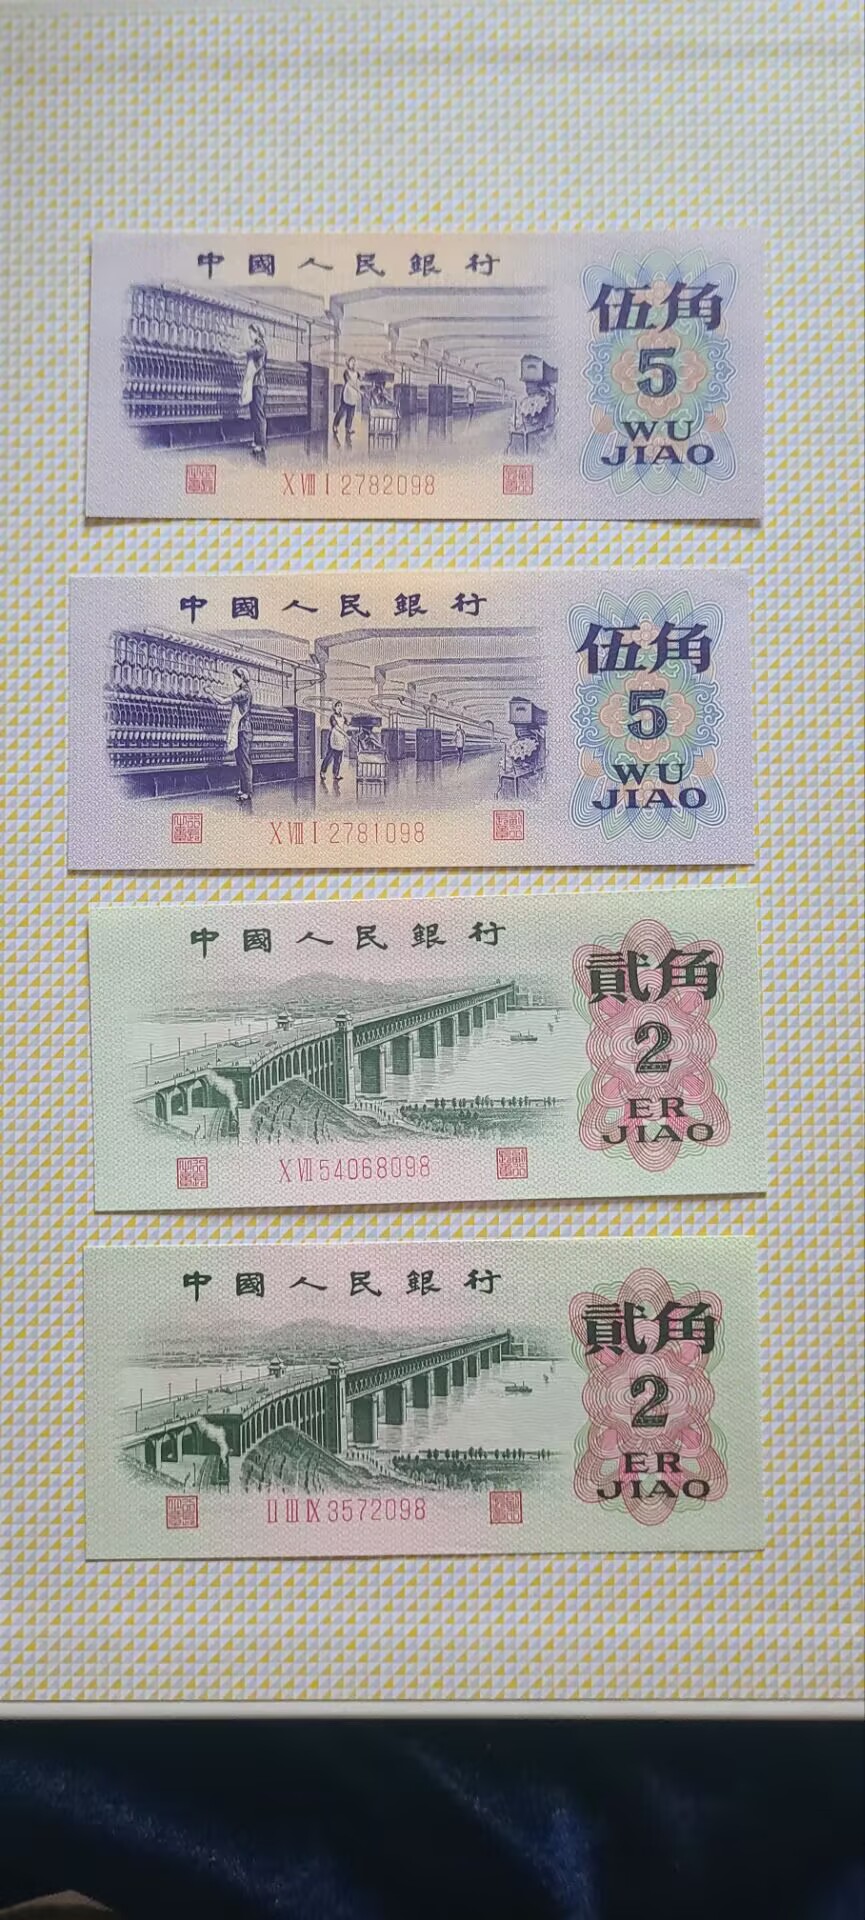 中國人民銀行
伍角
5
WU
JIAO
XVIII I 2782098
中國人民銀行
伍角
5
WU
JIAO
XVIII I 2781098
中國人民銀行
貳角
2
ER
JIAO
XVII 54068098
中國人民銀行
貳角
2
ER
JIAO
II III IX 3572098